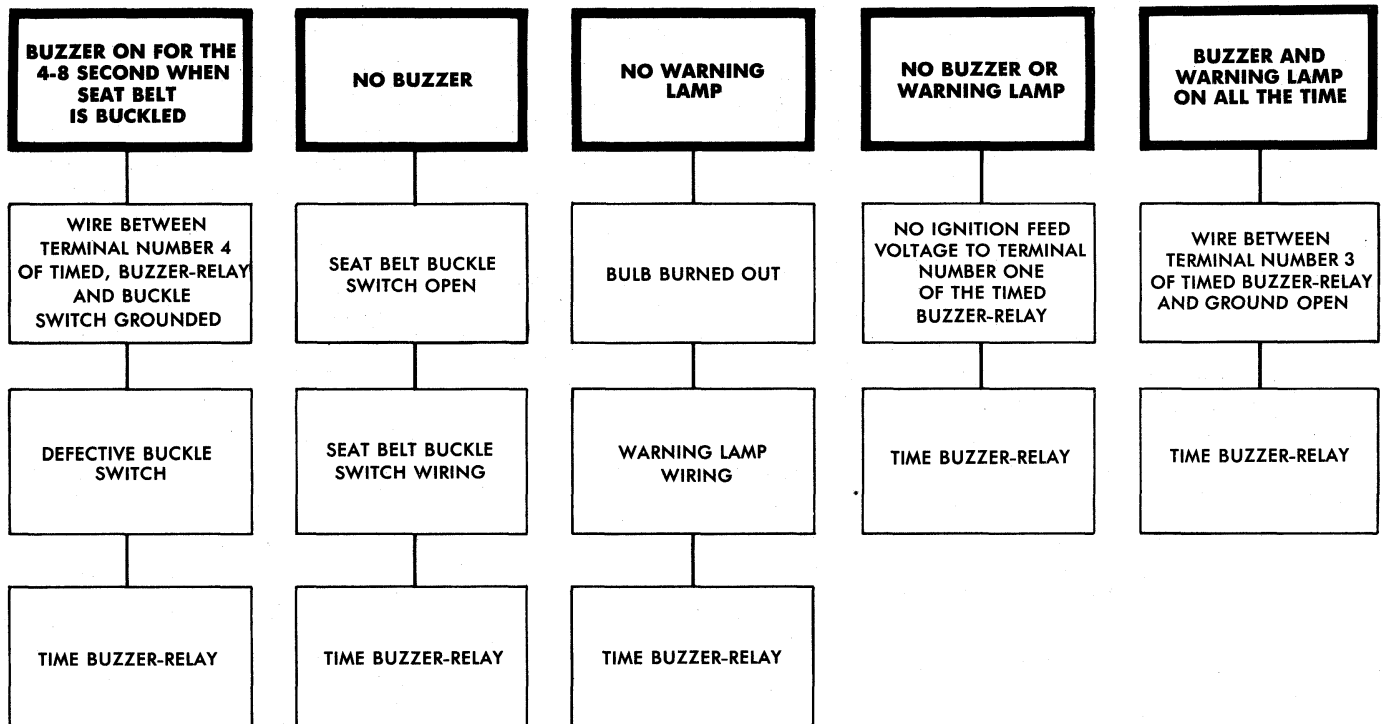 BUZZER ON FOR THE
4-8 SECOND WHEN
SEAT BELT
IS BUCKLED
WIRE BETWEEN
TERMINAL NUMBER 4
OF TIMED, BUZZER-RELAY
AND BUCKLE
SWITCH GROUNDED
DEFECTIVE BUCKLE
SWITCH
TIME BUZZER-RELAY
NO BUZZER
SEAT BELT BUCKLE
SWITCH OPEN
SEAT BELT BUCKLE
SWITCH WIRING
TIME BUZZER-RELAY
NO WARNING
LAMP
BULB BURNED OUT
WARNING LAMP
WIRING
TIME BUZZER-RELAY
NO BUZZER OR
WARNING LAMP
NO IGNITION FEED
VOLTAGE TO TERMINAL
NUMBER ONE
OF THE TIMED
BUZZER-RELAY
TIME BUZZER-RELAY
BUZZER AND
WARNING LAMP
ON ALL THE TIME
WIRE BETWEEN
TERMINAL NUMBER 3
OF TIMED BUZZER-RELAY
AND GROUND OPEN
TIME BUZZER-RELAY